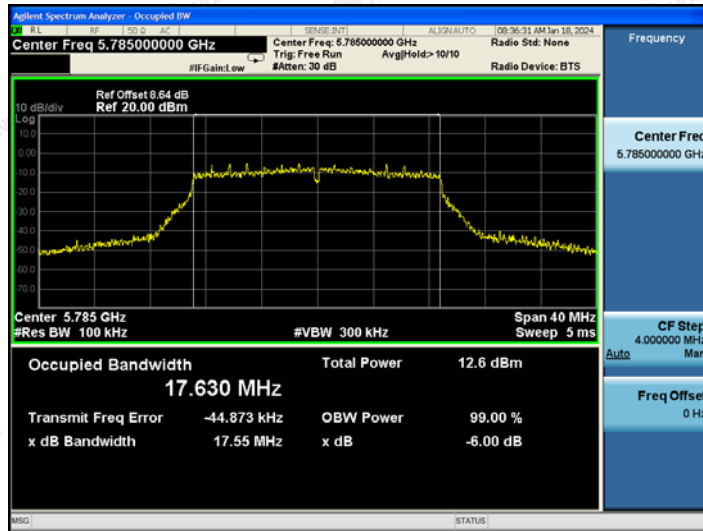 Agilent Spectrum Analyzer - Occupied BW
RL RF 50 Ω AC SENSE:INT ALIGN AUTO 08:36:31 AM Jan 18, 2024
Center Freq 5.785000000 GHz
Center Freq: 5.785000000 GHz
Radio Std: None
Trig: Free Run Avg|Hold:>10/10
#IFGain:Low
#Atten: 30 dB
Radio Device: BTS
Ref Offset 8.64 dB
10 dB/div Ref 20.00 dBm
Log
10.0
0.00
-10.0
-20.0
-30.0
-40.0
-50.0
-60.0
-70.0
Center 5.785 GHz Span 40 MHz
#Res BW 100 kHz #VBW 300 kHz Sweep 5 ms
Occupied Bandwidth Total Power 12.6 dBm
17.630 MHz
Transmit Freq Error -44.873 kHz OBW Power 99.00 %
x dB Bandwidth 17.55 MHz x dB -6.00 dB
MSG STATUS
Frequency
Center Freq
5.785000000 GHz
CF Step
4.000000 MHz
Auto Man
Freq Offset
0 Hz